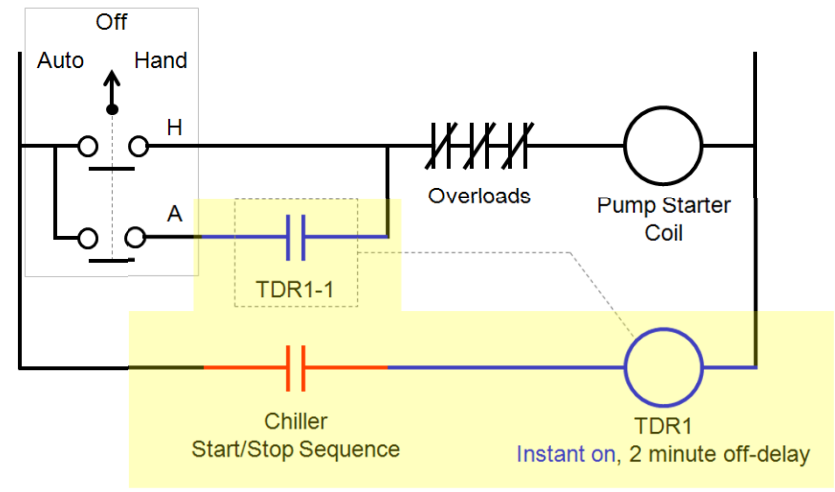 Off
Auto Hand
H
Overloads
Pump Starter
Coil
A
TDR1-1
Chiller
Start/Stop Sequence
TDR1
Instant on, 2 minute off-delay